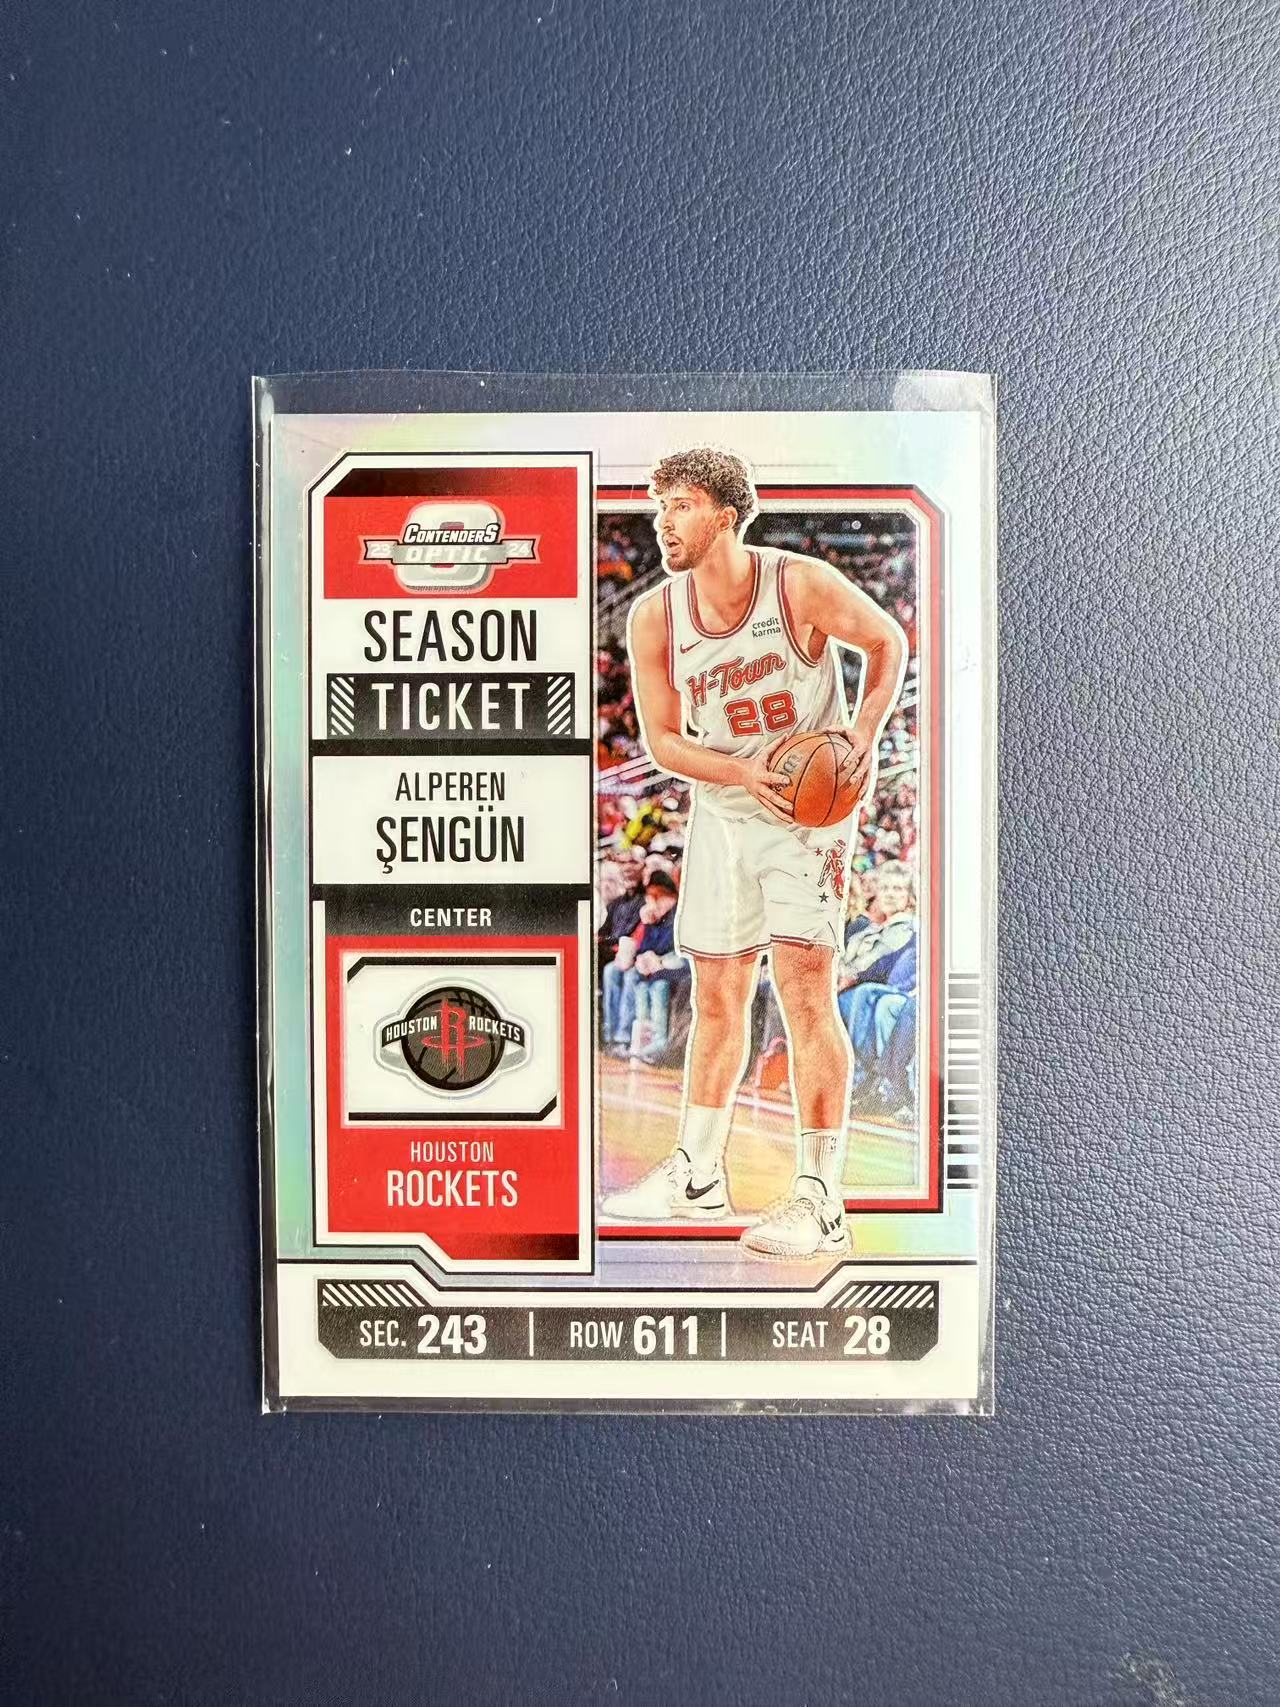 CONTENDERS
23 OPTIC 24
SEASON
TICKET
ALPEREN
ŞENGÜN
CENTER
HOUSTON R ROCKETS
HOUSTON
ROCKETS
credit
karma
H-Town
28
SEC. 243 | ROW 611 | SEAT 28